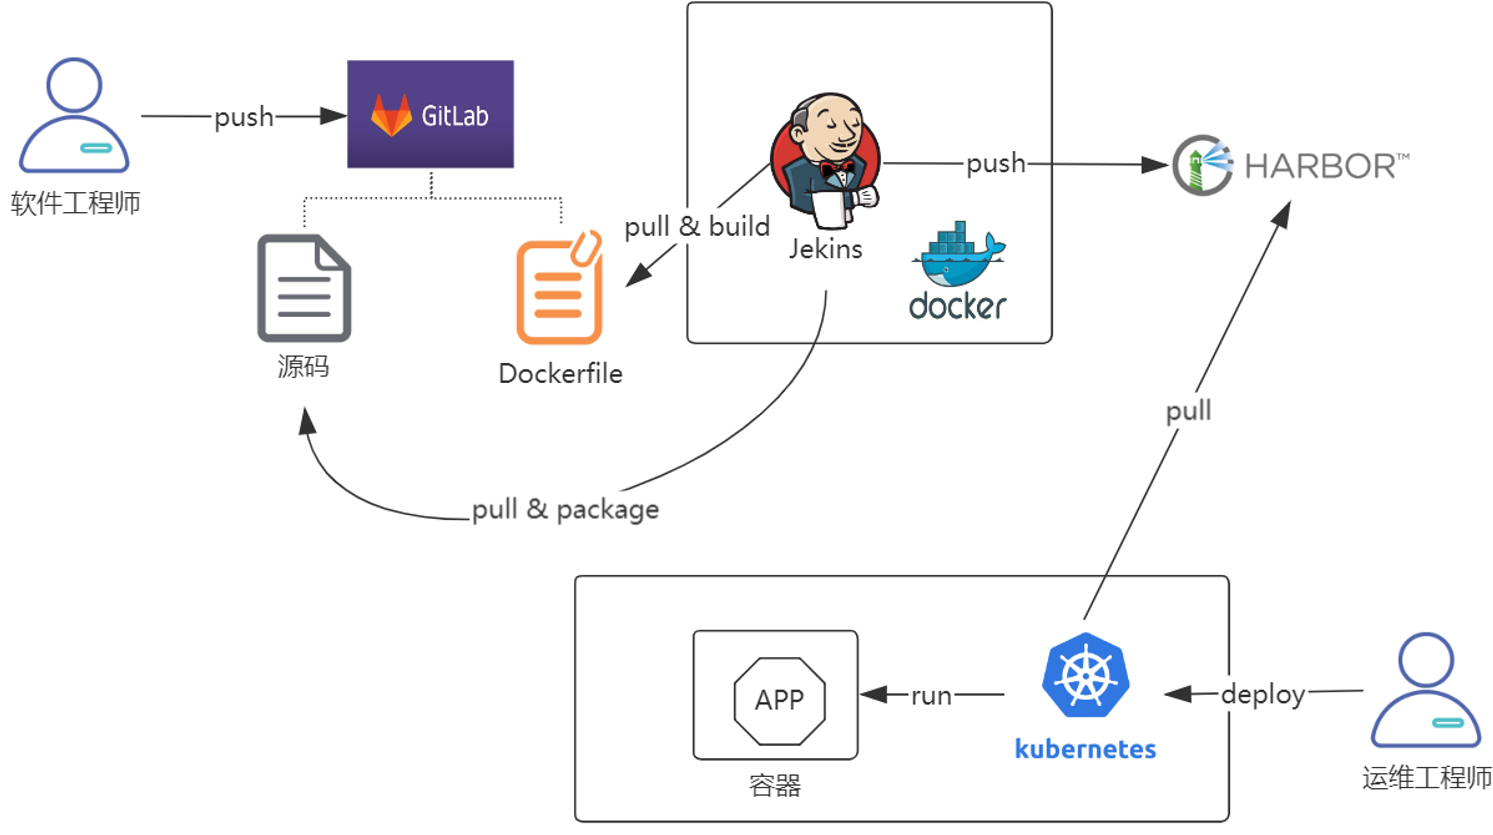 push
GitLab
软件工程师
源码
Dockerfile
pull & build
Jekins
docker
push
HARBOR™
pull & package
pull
APP
容器
run
kubernetes
deploy
运维工程师